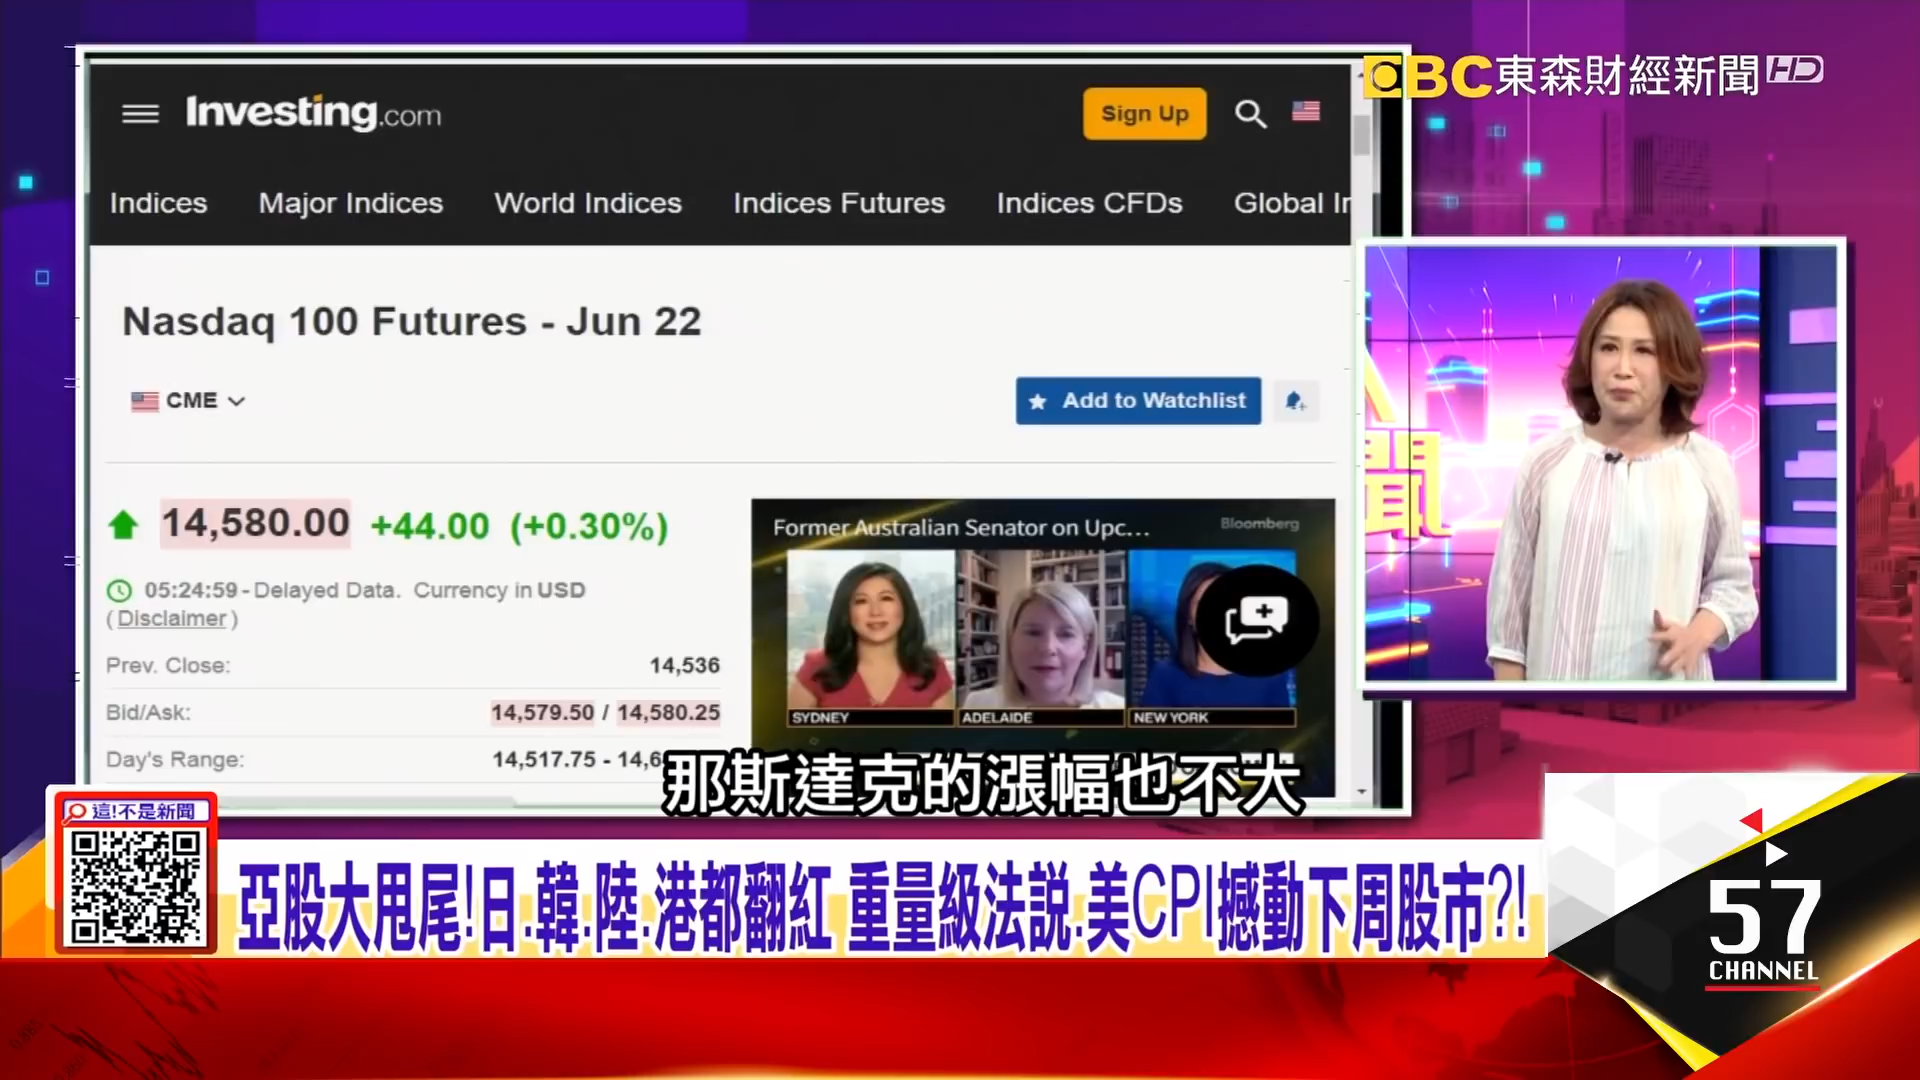 EBC東森財經新聞HD
Investing.com
Sign Up
Indices Major Indices World Indices Indices Futures Indices CFDs Global In
Nasdaq 100 Futures - Jun 22
CME
Add to Watchlist
14,580.00 +44.00 (+0.30%)
05:24:59 - Delayed Data. Currency in USD
(Disclaimer)
Prev. Close: 14,536
Bid/Ask: 14,579.50 / 14,580.25
Day's Range: 14,517.75 - 14,6
Former Australian Senator on Upc...
Bloomberg
SYDNEY
ADELAIDE
NEW YORK
聞
那斯達克的漲幅也不大
這!不是新聞
亞股大甩尾!日.韓.陸.港都翻紅 重量級法說.美CPI撼動下周股市?!
57
CHANNEL